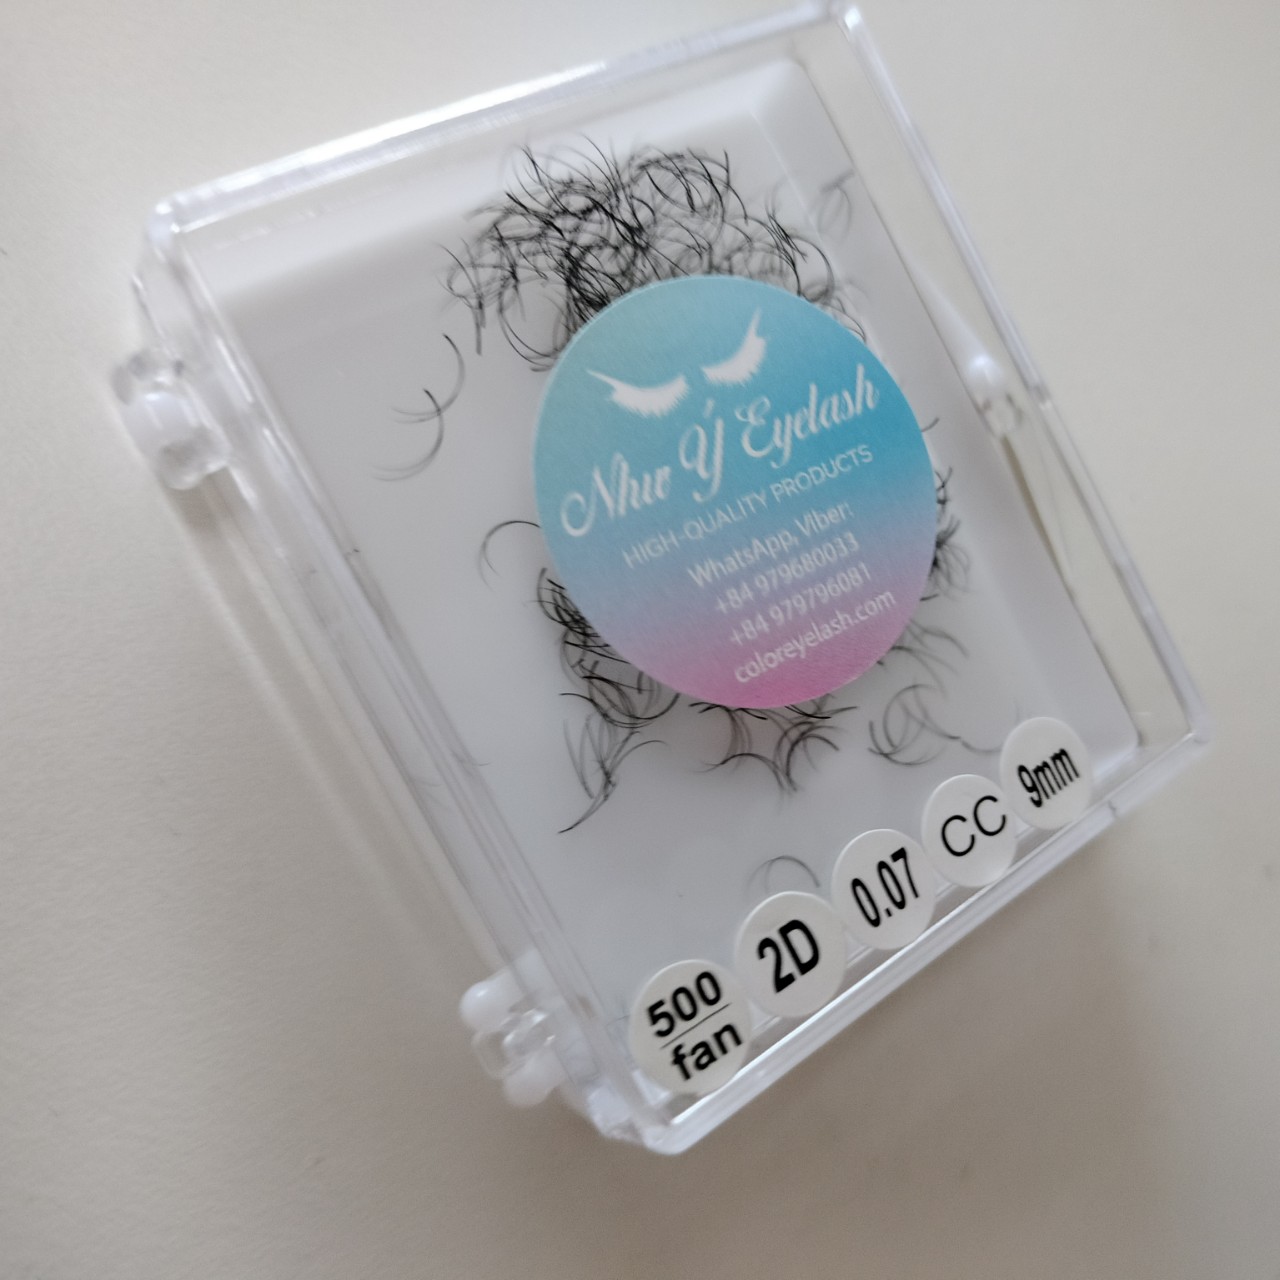 Như Ý Eyelash
HIGH-QUALITY PRODUCTS
WhatsApp, Viber:
+84 979680033
+84 979796081
coloreyelash.com
500
fan
2D
0.07
CC
9mm